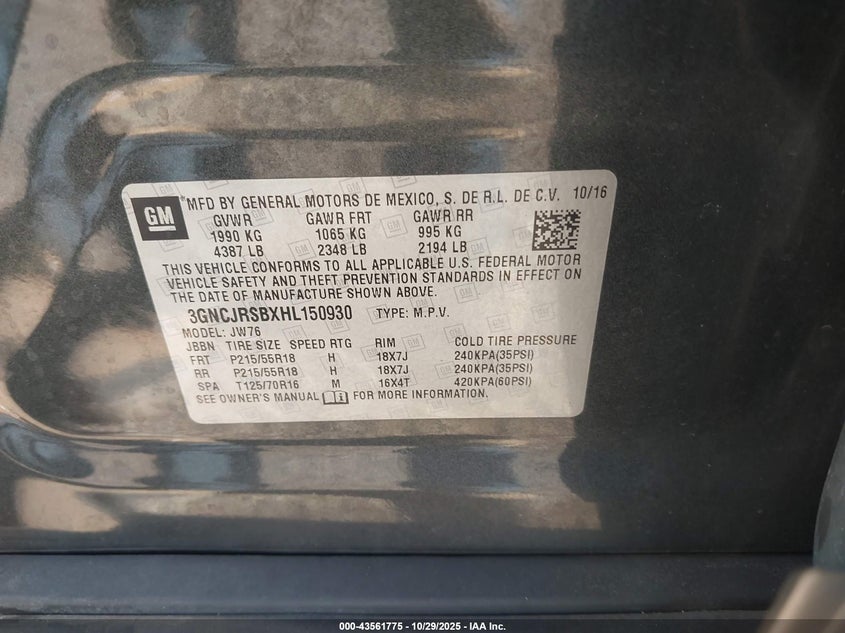 GM
® MFD BY GENERAL MOTORS DE MEXICO, S. DE R.L. DE C.V. 10/16
GVWR GAWR FRT GAWR RR
1990 KG 1065 KG 995 KG
4387 LB 2348 LB 2194 LB
THIS VEHICLE CONFORMS TO ALL APPLICABLE U.S. FEDERAL MOTOR
VEHICLE SAFETY AND THEFT PREVENTION STANDARDS IN EFFECT ON
THE DATE OF MANUFACTURE SHOWN ABOVE.
3GNCJRSBXHL150930 TYPE: M.P.V.
MODEL: JW76
JBBN TIRE SIZE SPEED RTG RIM COLD TIRE PRESSURE
FRT P215/55R18 H 18X7J 240KPA(35PSI)
RR P215/55R18 H 18X7J 240KPA(35PSI)
SPA T125/70R16 M 16X4T 420KPA(60PSI)
SEE OWNER'S MANUAL FOR MORE INFORMATION.
000-43561775 - 10/29/2025 - IAA Inc.